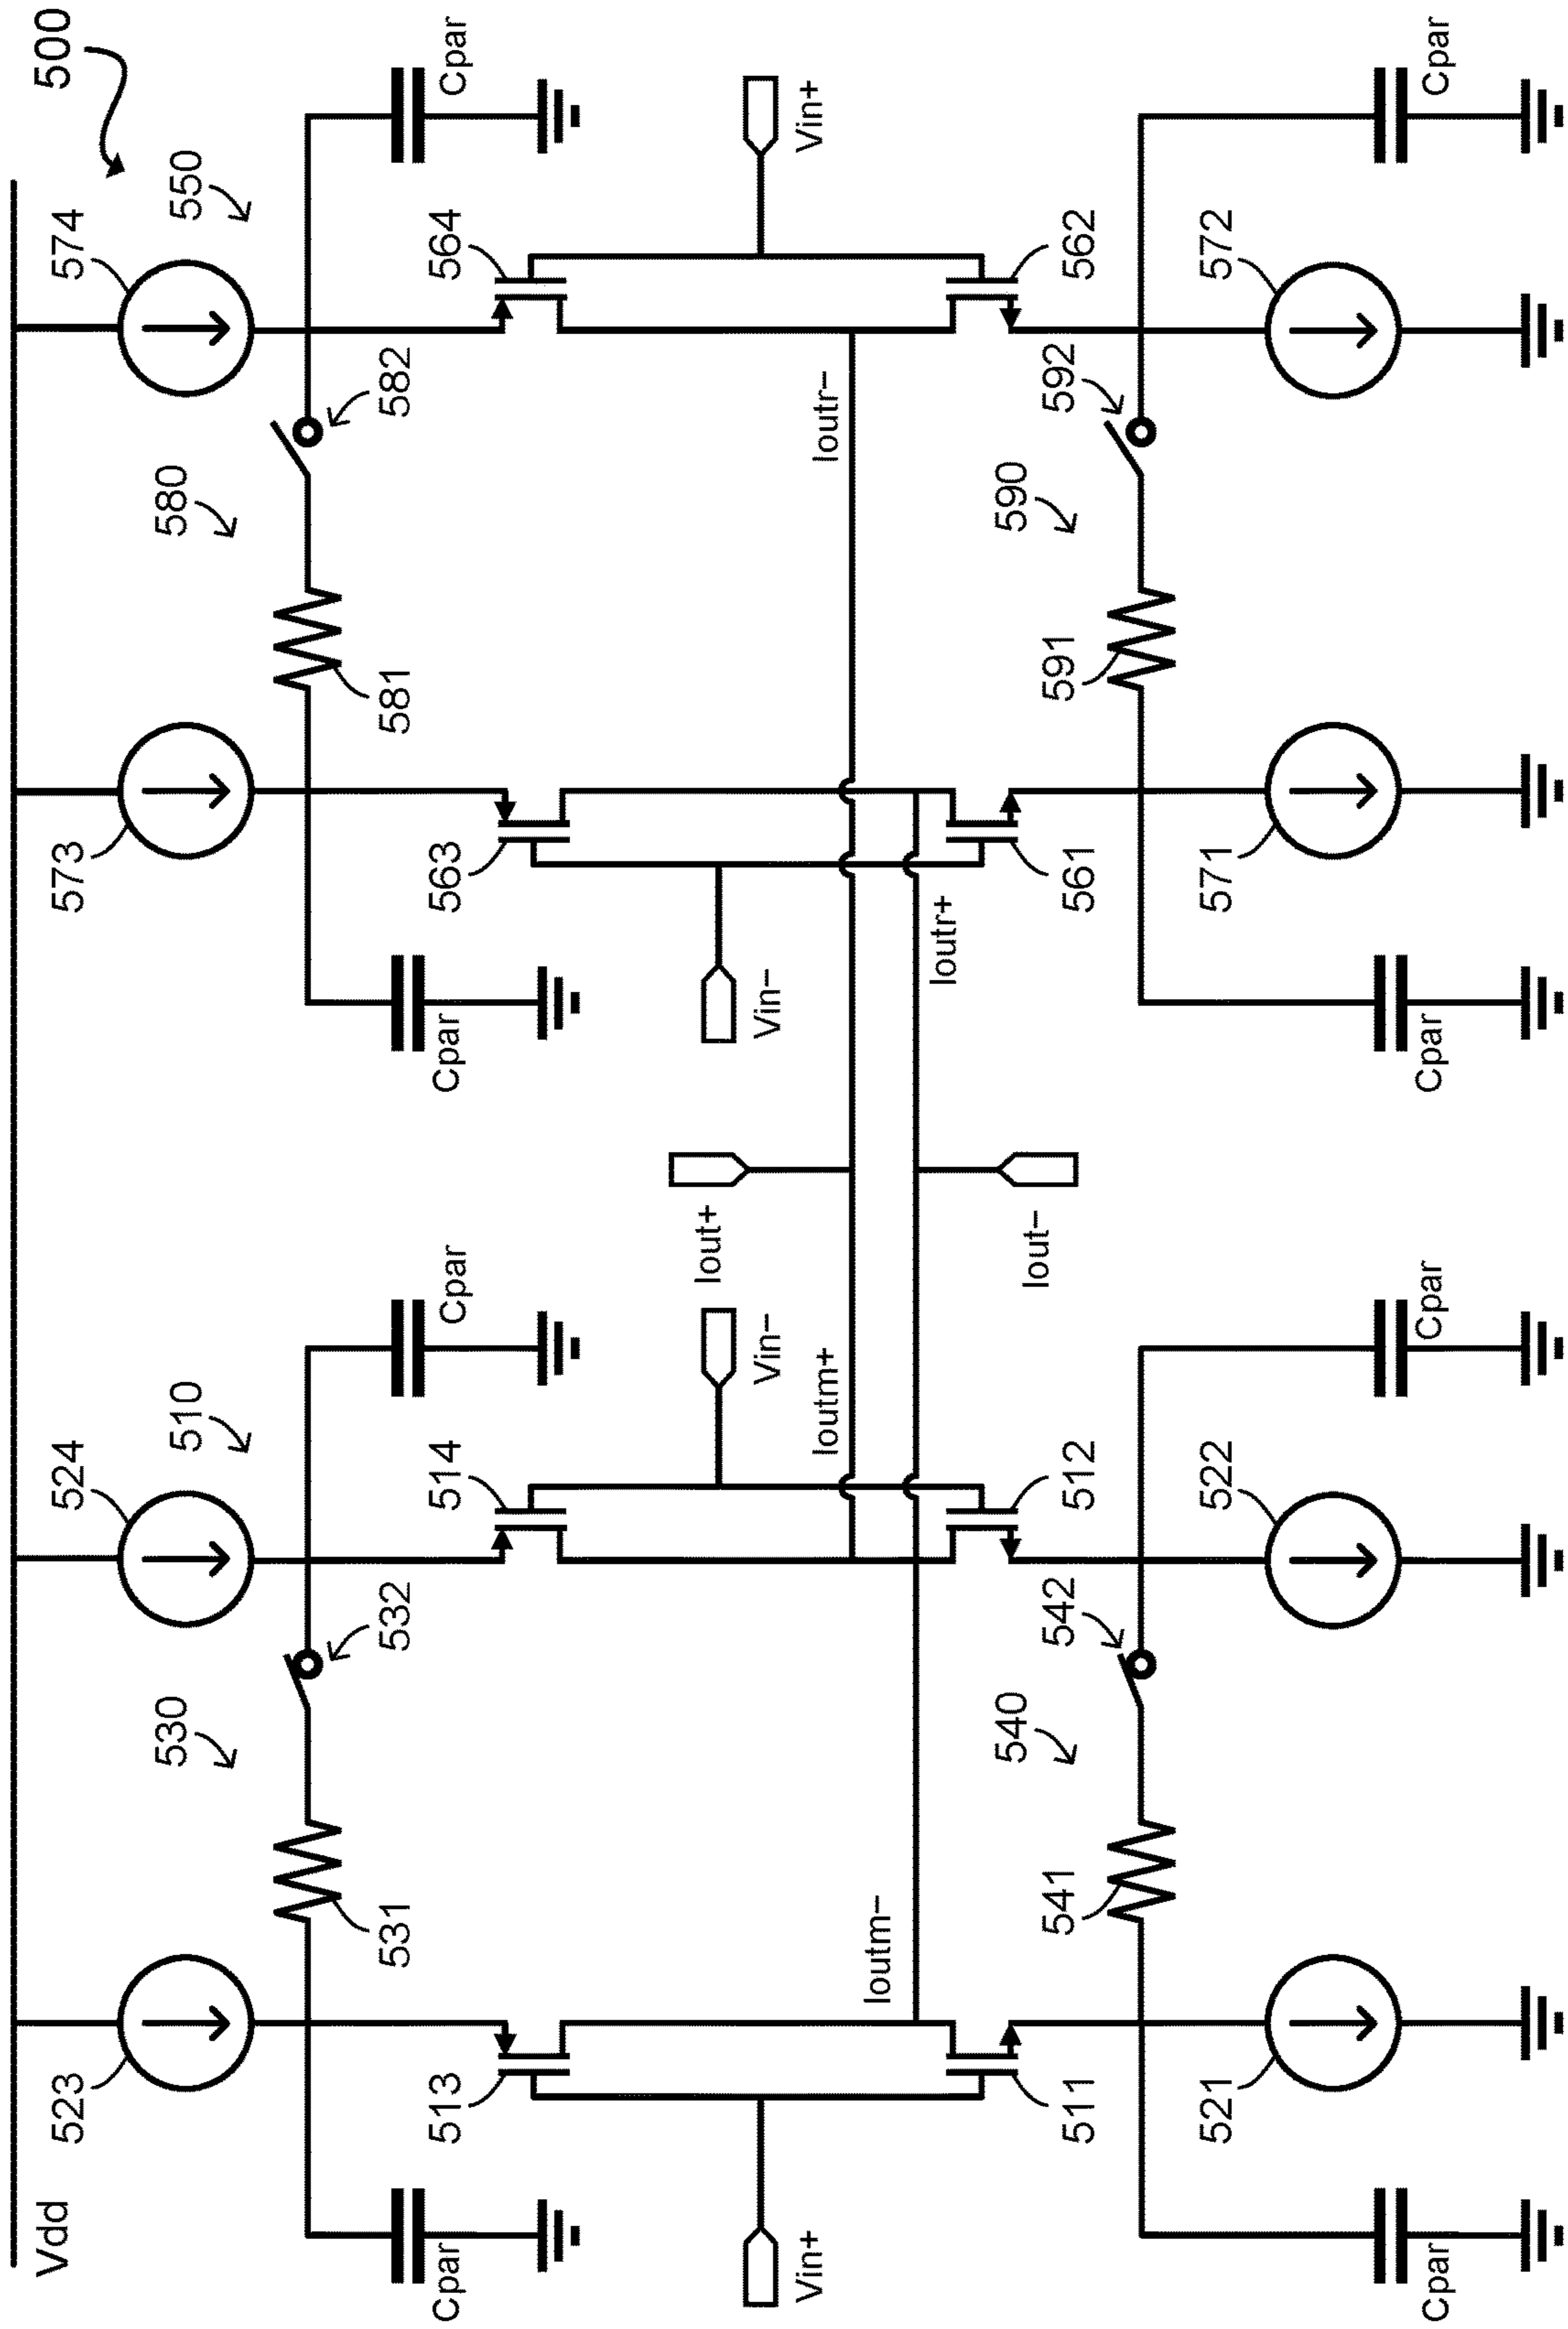 500
Vdd
523
524
573
574
510
550
530
532
580
582
531
581
Cpar
Cpar
Cpar
Cpar
513
514
563
564
Vin+
Vin−
Vin−
Vin+
Iout+
Iout−
Ioutm−
Ioutm+
Ioutr+
Ioutr−
511
512
561
562
540
542
590
592
541
591
521
522
571
572
Cpar
Cpar
Cpar
Cpar